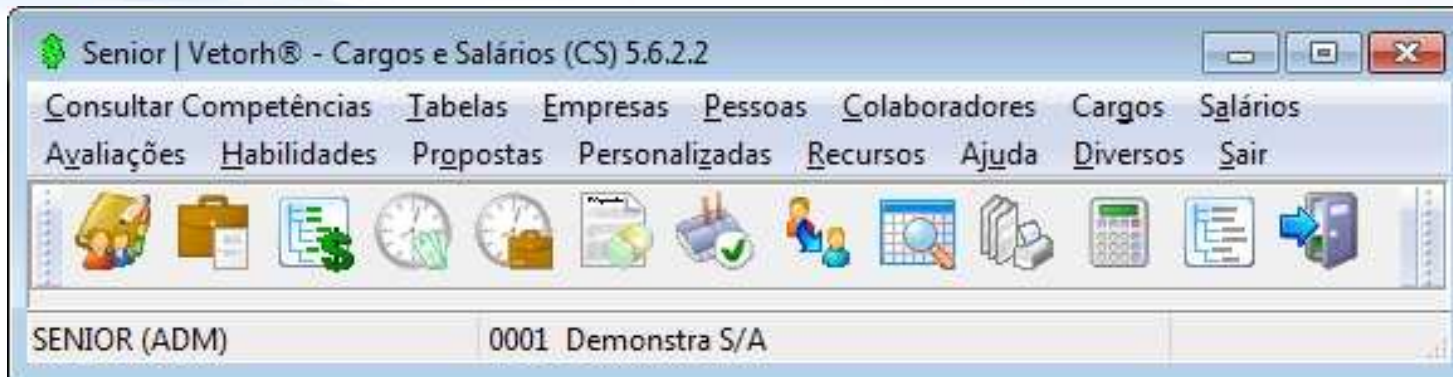 Senior | Vetorh® - Cargos e Salários (CS) 5.6.2.2
Consultar Competências Tabelas Empresas Pessoas Colaboradores Cargos Salários
Avaliações Habilidades Propostas Personalizadas Recursos Ajuda Diversos Sair
SENIOR (ADM) 0001 Demonstra S/A